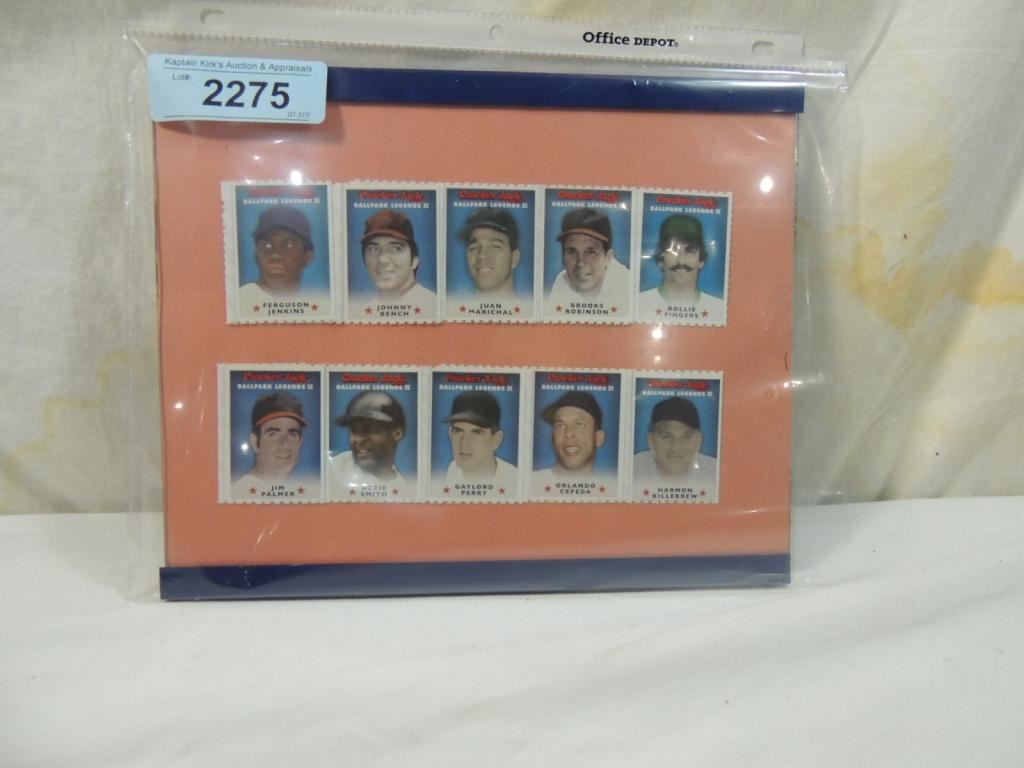 Office DEPOT®
Kaptain Kirk's Auction & Appraisals
Lot#:
2275
ID:310
Cracker Jack
BALLPARK LEGENDS II
FERGUSON
JENKINS
Cracker Jack
BALLPARK LEGENDS II
JOHNNY
BENCH
Cracker Jack
BALLPARK LEGENDS II
JUAN
MARICHAL
Cracker Jack
BALLPARK LEGENDS II
BROOKS
ROBINSON
Cracker Jack
BALLPARK LEGENDS II
ROLLIE
FINGERS
Cracker Jack
BALLPARK LEGENDS II
JIM
PALMER
Cracker Jack
BALLPARK LEGENDS II
OZZIE
SMITH
Cracker Jack
BALLPARK LEGENDS II
GAYLORD
PERRY
Cracker Jack
BALLPARK LEGENDS II
ORLANDO
CEPEDA
Cracker Jack
BALLPARK LEGENDS II
HARMON
KILLEBREW